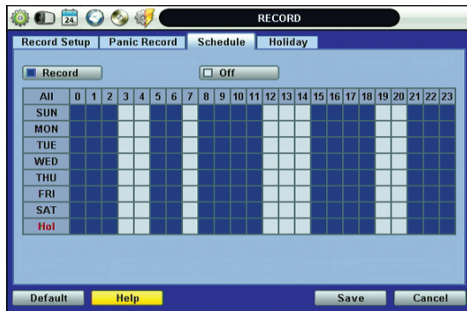 24
RECORD
Record Setup Panic Record Schedule Holiday
Record Off
All 0 1 2 3 4 5 6 7 8 9 10 11 12 13 14 15 16 17 18 19 20 21 22 23
SUN
MON
TUE
WED
THU
FRI
SAT
Hol
Default Help Save Cancel